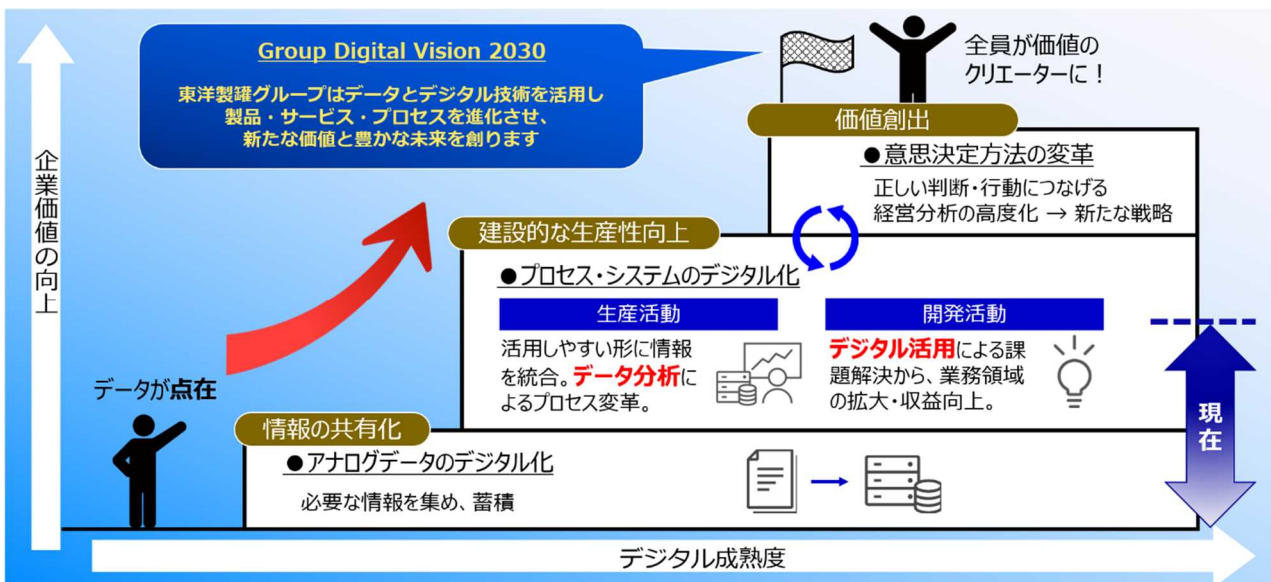 Group Digital Vision 2030
東洋製罐グループはデータとデジタル技術を活用し
製品・サービス・プロセスを進化させ、
新たな価値と豊かな未来を創ります
全員が価値の
クリエーターに！
価値創出
●意思決定方法の変革
正しい判断・行動につなげる
経営分析の高度化 → 新たな戦略
企業価値の向上
建設的な生産性向上
●プロセス・システムのデジタル化
生産活動
活用しやすい形に情報
を統合。データ分析に
よるプロセス変革。
開発活動
デジタル活用による課
題解決から、業務領域
の拡大・収益向上。
データが点在
情報の共有化
●アナログデータのデジタル化
必要な情報を集め、蓄積
現在
デジタル成熟度